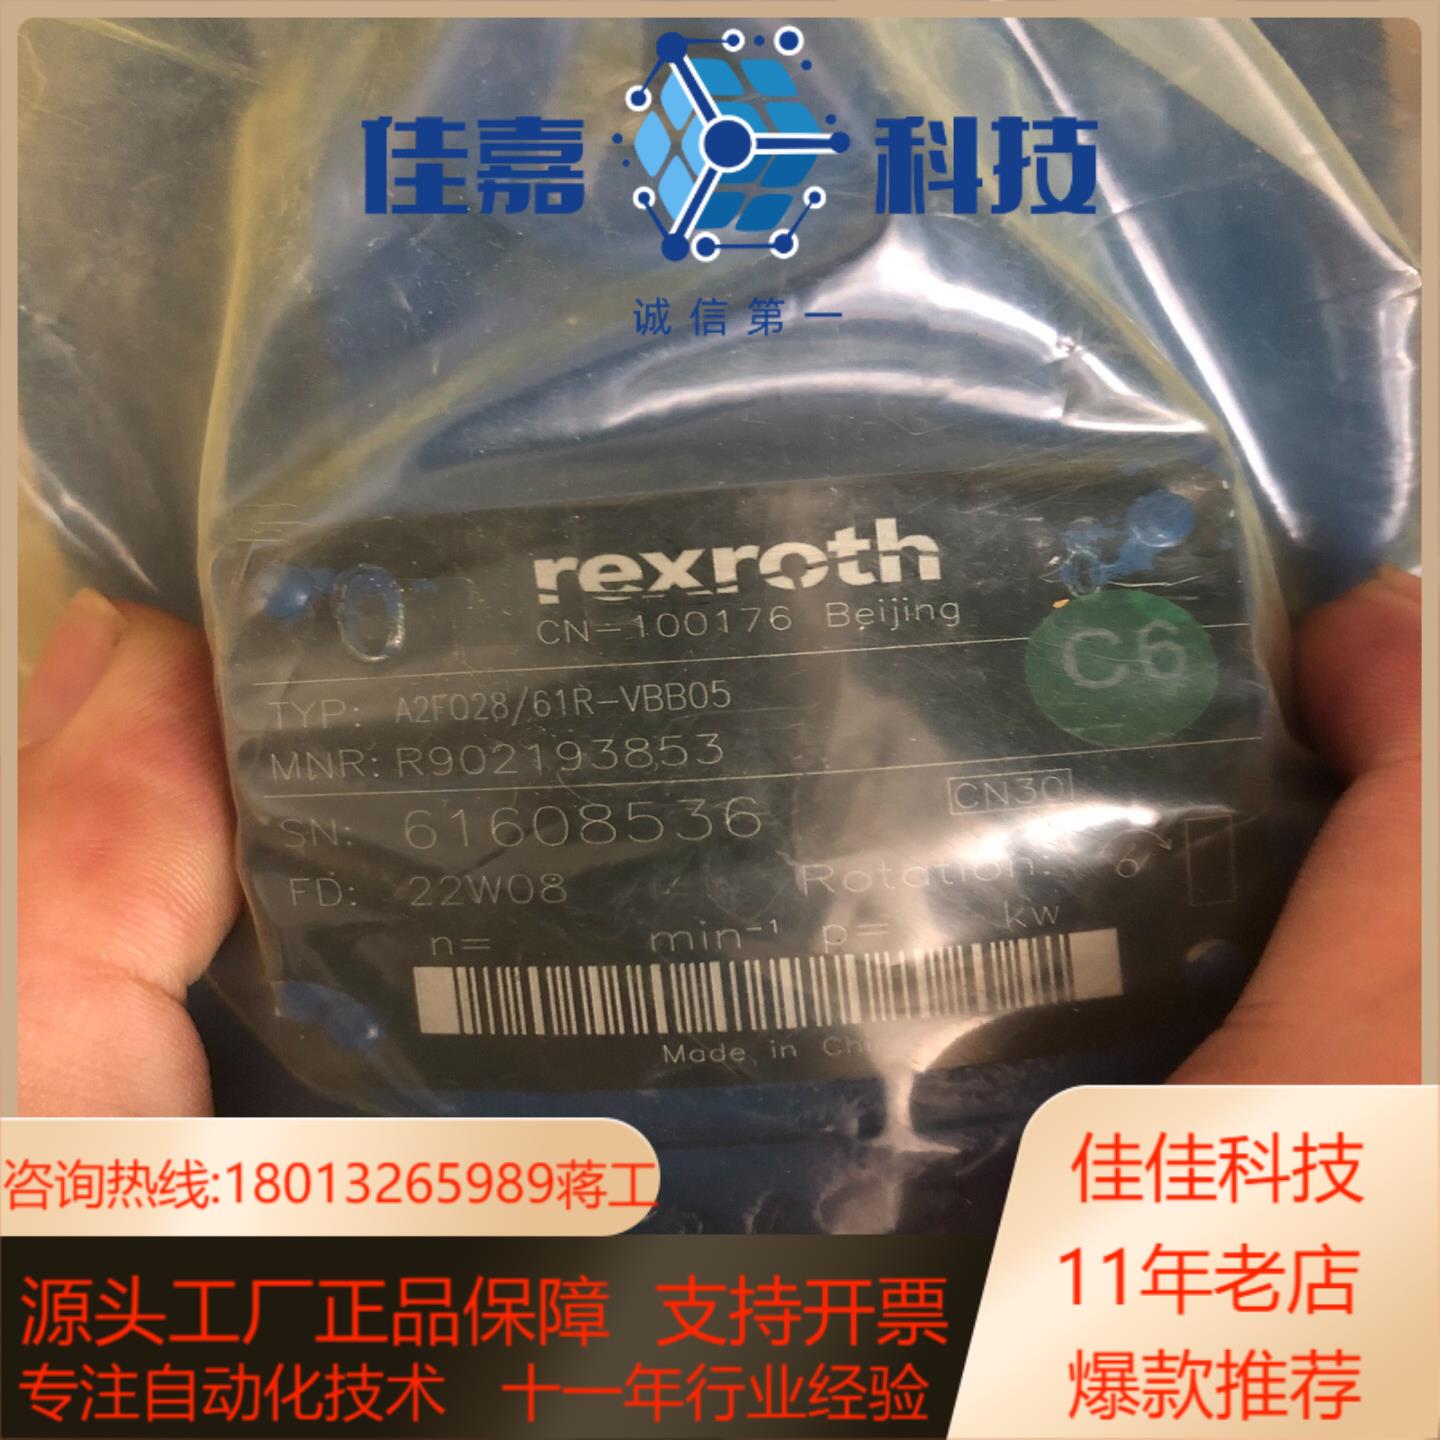 佳嘉科技
诚信第一
rexroth
CN-100176 Beijing
C6
TYP: A2FO28/61R-VBB05
MNR: R902193853
SN: 61608536
CN30
FD: 22W08
Rotation:
n= min-1 p= kw
Made in
咨询热线:18013265989蒋工
源头工厂正品保障 支持开票
专注自动化技术 十一年行业经验
佳佳科技
11年老店
爆款推荐